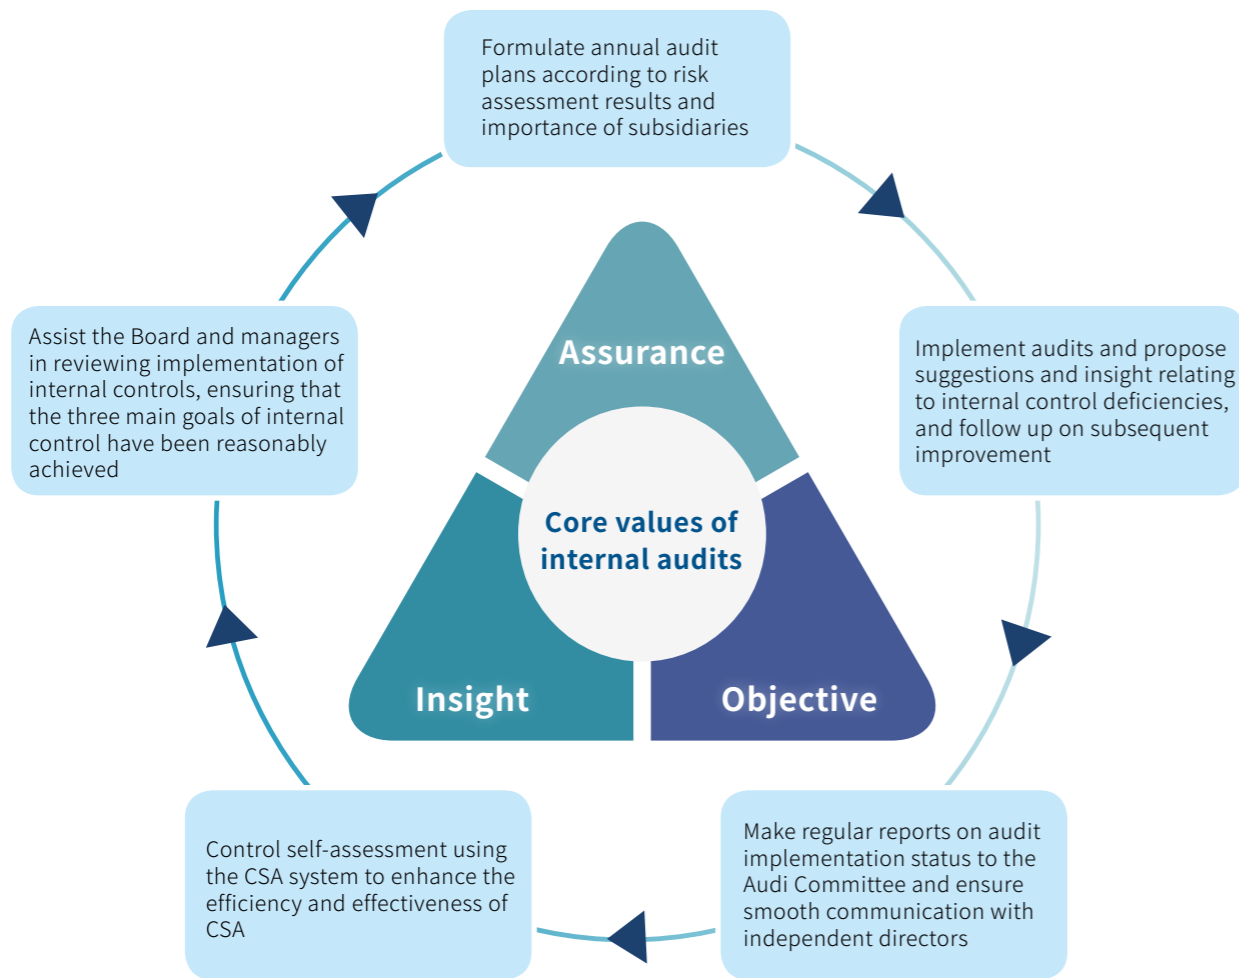 Formulate annual audit
plans according to risk
assessment results and
importance of subsidiaries
Assist the Board and managers
in reviewing implementation of
internal controls, ensuring that
the three main goals of internal
control have been reasonably
achieved
Assurance
Implement audits and propose
suggestions and insight relating
to internal control deficiencies,
and follow up on subsequent
improvement
Core values of
internal audits
Insight
Objective
Control self-assessment using
the CSA system to enhance the
efficiency and effectiveness of
CSA
Make regular reports on audit
implementation status to the
Audi Committee and ensure
smooth communication with
independent directors